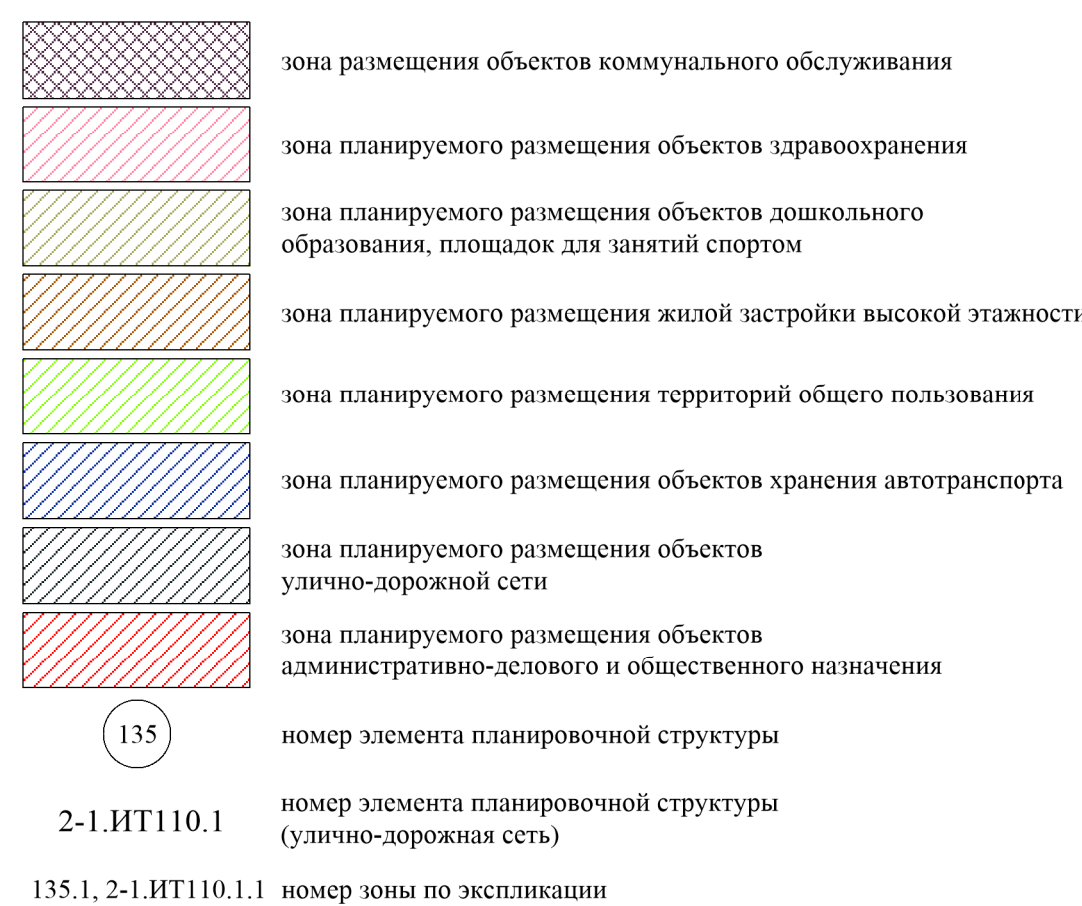 зона размещения объектов коммунального обслуживания
зона планируемого размещения объектов здравоохранения
зона планируемого размещения объектов дошкольного
образования, площадок для занятий спортом
зона планируемого размещения жилой застройки высокой этажности
зона планируемого размещения территорий общего пользования
зона планируемого размещения объектов хранения автотранспорта
зона планируемого размещения объектов
улично-дорожной сети
зона планируемого размещения объектов
административно-делового и общественного назначения
135 номер элемента планировочной структуры
2-1.ИТ110.1 номер элемента планировочной структуры
(улично-дорожная сеть)
135.1, 2-1.ИТ110.1.1 номер зоны по экспликации